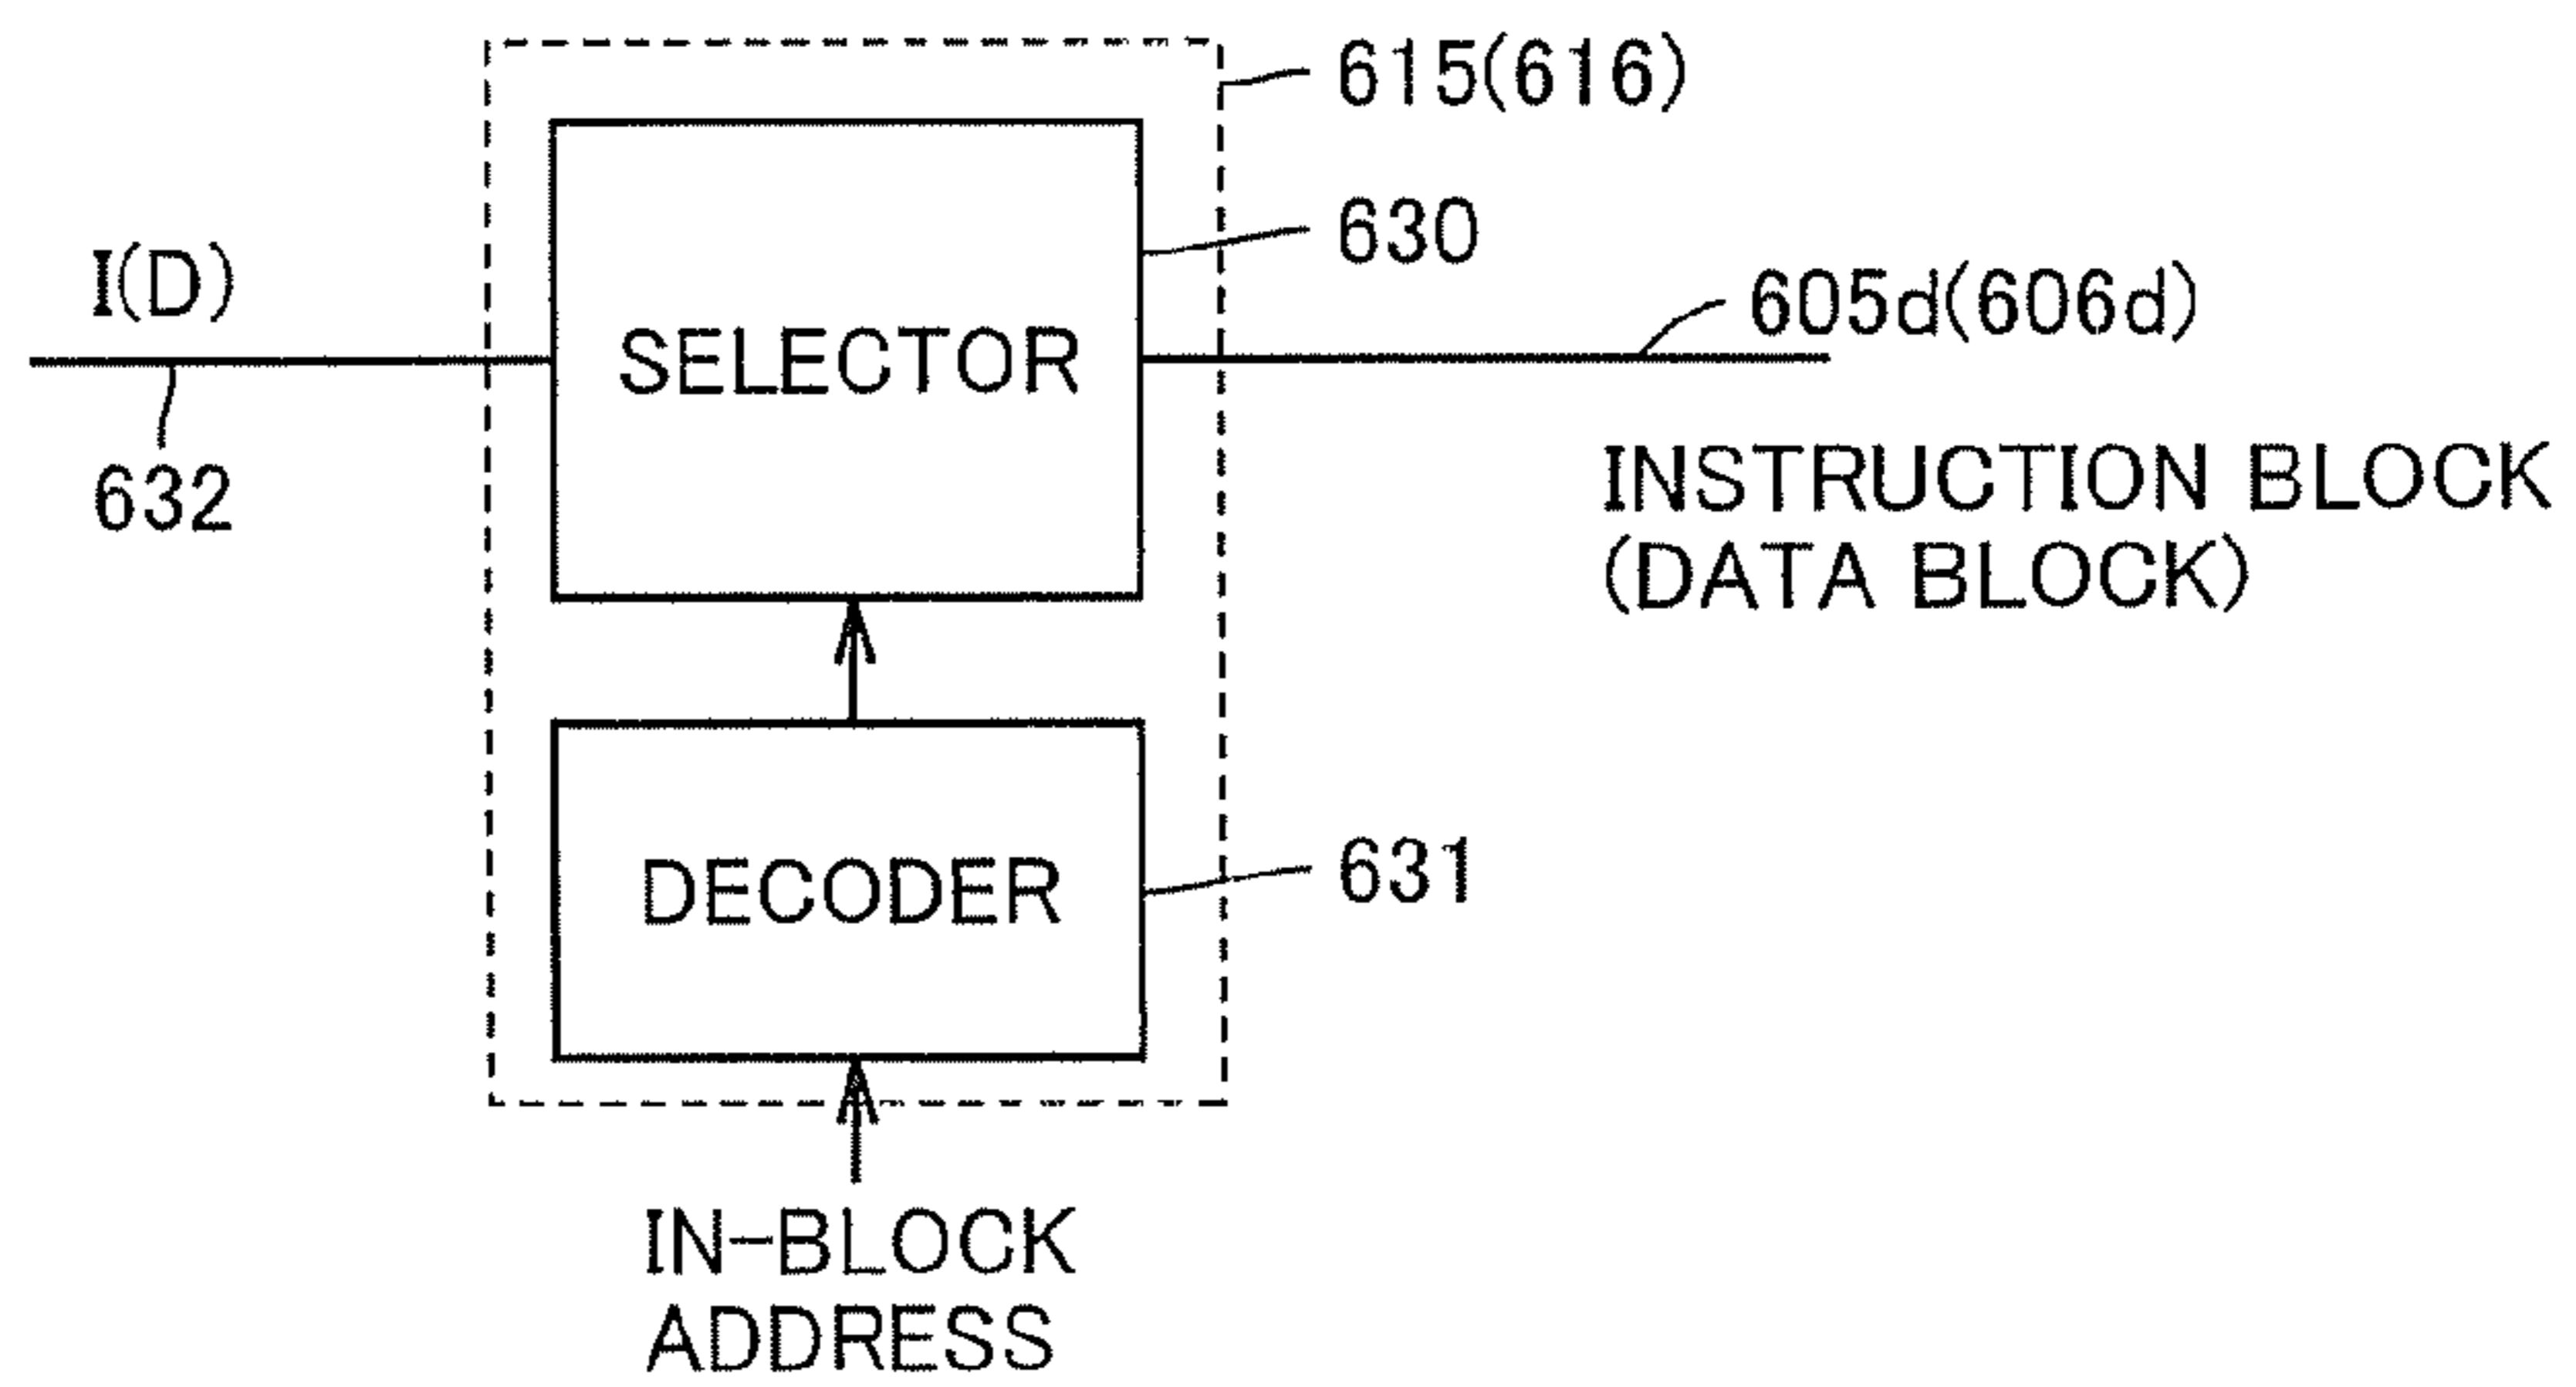 615(616)
630
I(D)
605d(606d)
SELECTOR
632
INSTRUCTION BLOCK
(DATA BLOCK)
DECODER
631
IN-BLOCK
ADDRESS